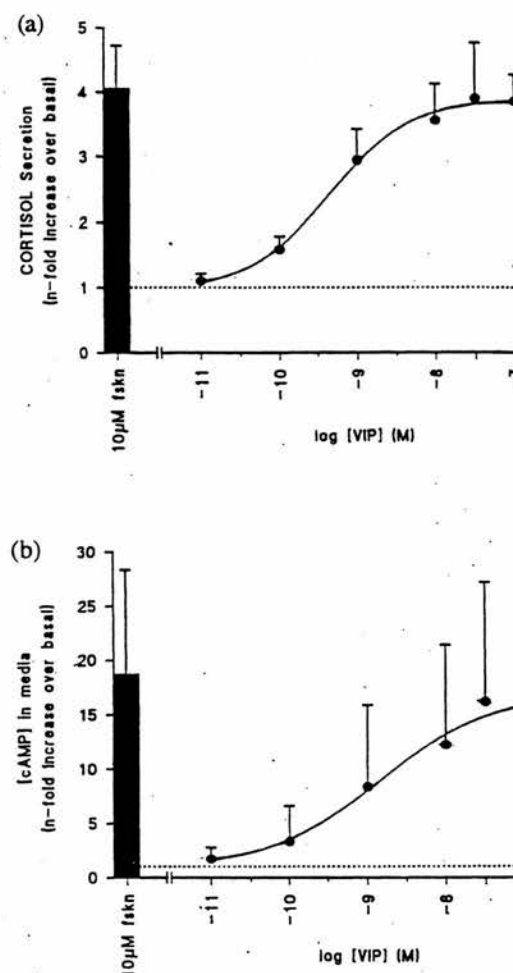 (a)
CORTISOL Secretion
(n-fold Increase over basal)
5
4
3
2
1
0
10μM fskn
-11
-10
-9
-8
-7
log [VIP] (M)
(b)
[cAMP] in media
(n-fold Increase over basal)
30
25
20
15
10
5
0
10μM fskn
-11
-10
-9
-8
log [VIP] (M)